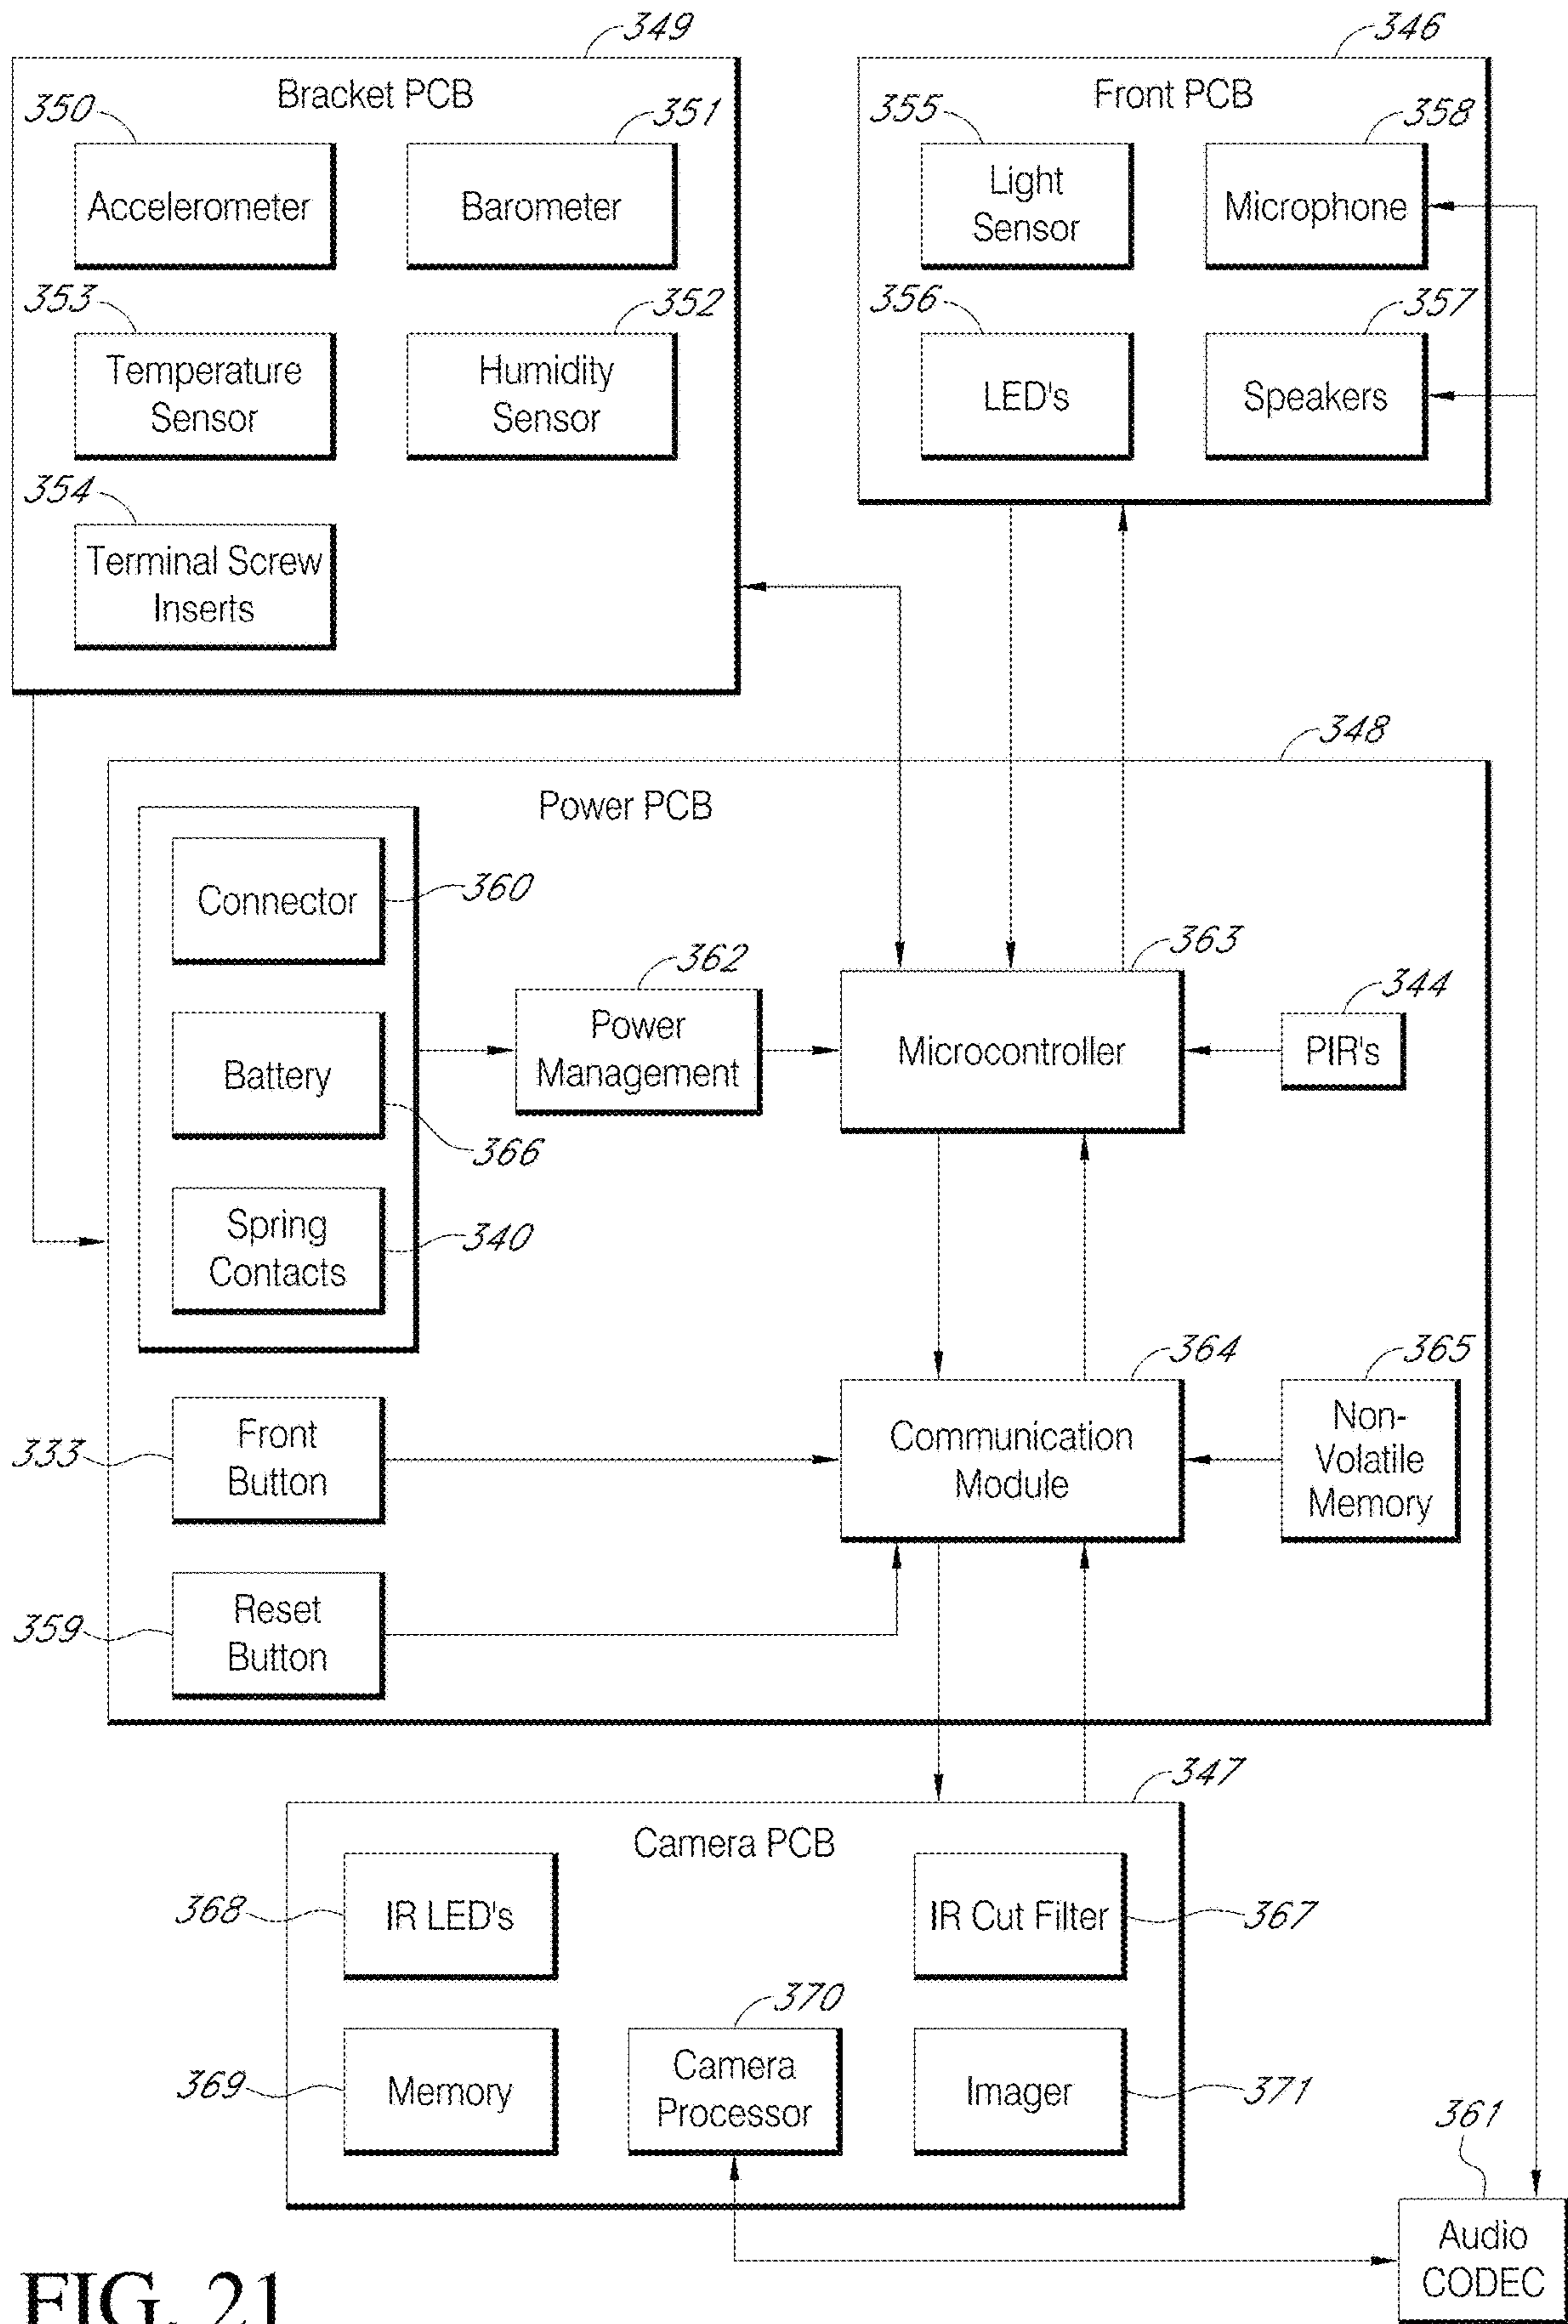 349
Bracket PCB
350
351
Accelerometer
Barometer
353
352
Temperature
Sensor
Humidity
Sensor
354
Terminal Screw
Inserts
346
Front PCB
355
358
Light
Sensor
Microphone
356
357
LED's
Speakers
348
Power PCB
Connector
360
Battery
366
Spring
Contacts
340
362
Power
Management
363
Microcontroller
344
PIR's
333
Front
Button
364
Communication
Module
365
Non-
Volatile
Memory
359
Reset
Button
347
Camera PCB
368
IR LED's
IR Cut Filter
367
369
Memory
370
Camera
Processor
Imager
371
361
Audio
CODEC
FIG. 21